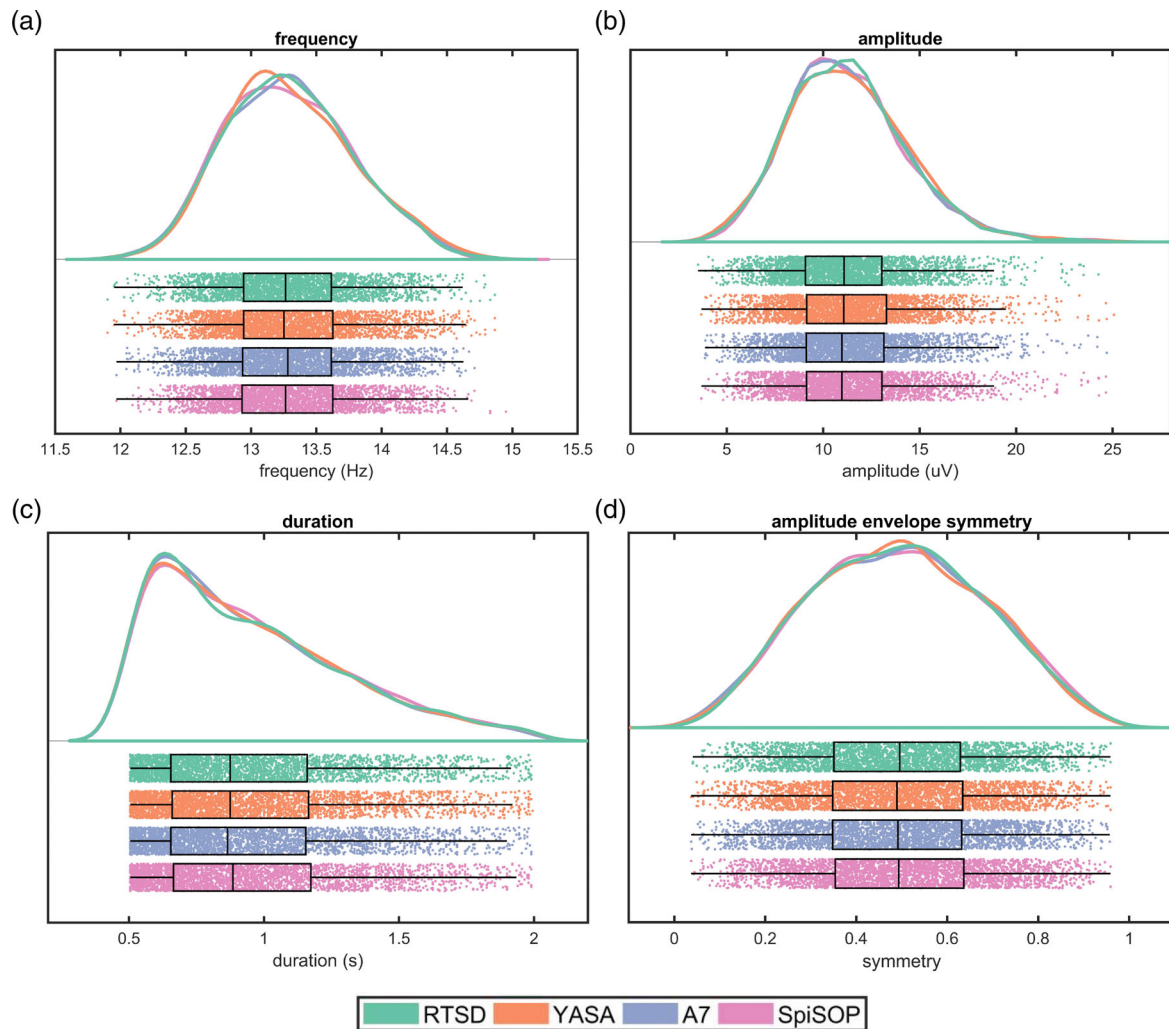 (a)
frequency
11.5 12 12.5 13 13.5 14 14.5 15 15.5
frequency (Hz)
(b)
amplitude
0 5 10 15 20 25
amplitude (uV)
(c)
duration
0.5 1 1.5 2
duration (s)
(d)
amplitude envelope symmetry
0 0.2 0.4 0.6 0.8 1
symmetry
RTSD YASA A7 SpiSOP